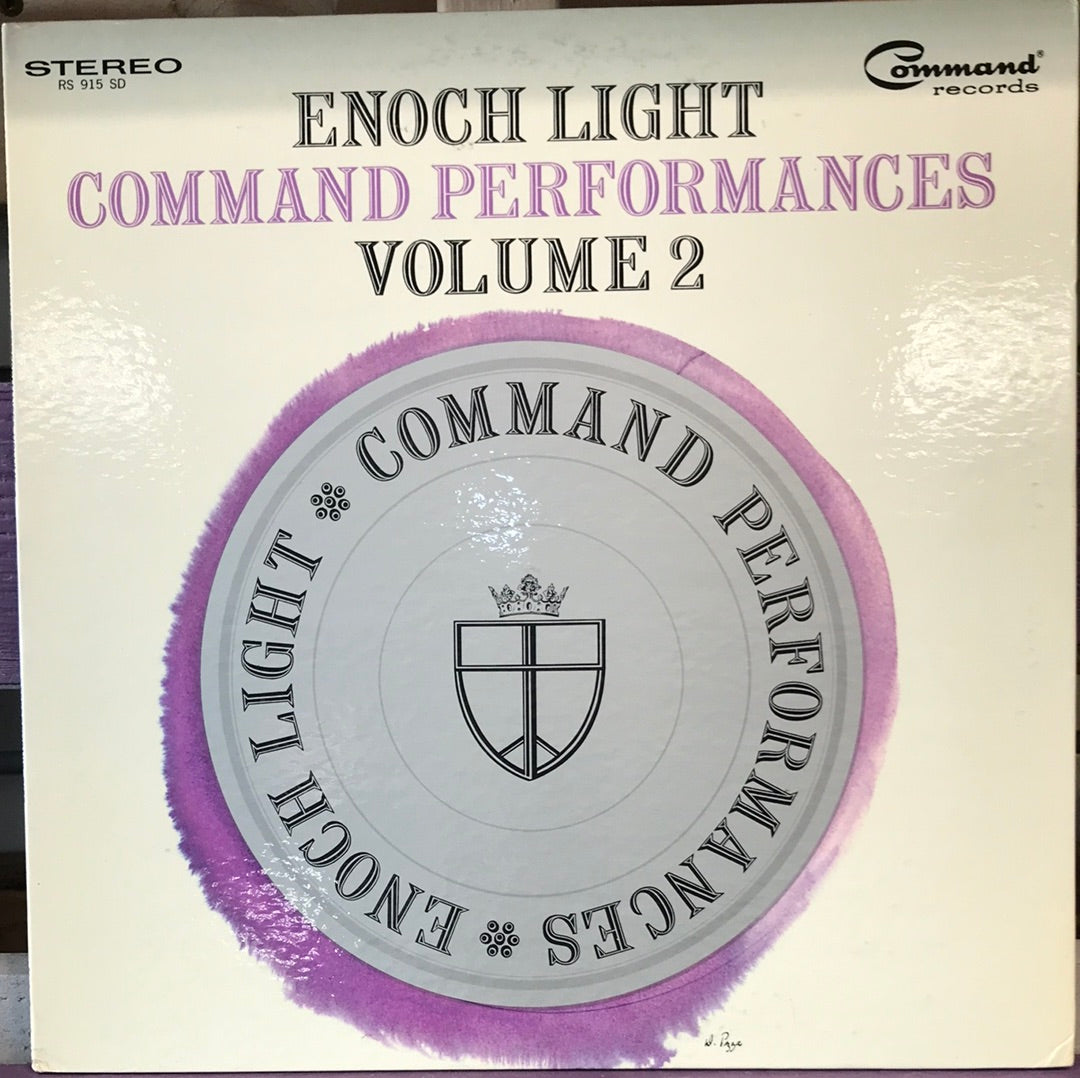 STEREO
RS 915 SD
Command®
records
ENOCH LIGHT
COMMAND PERFORMANCES
VOLUME 2
COMMAND PERFORMANCES
ENOCH LIGHT